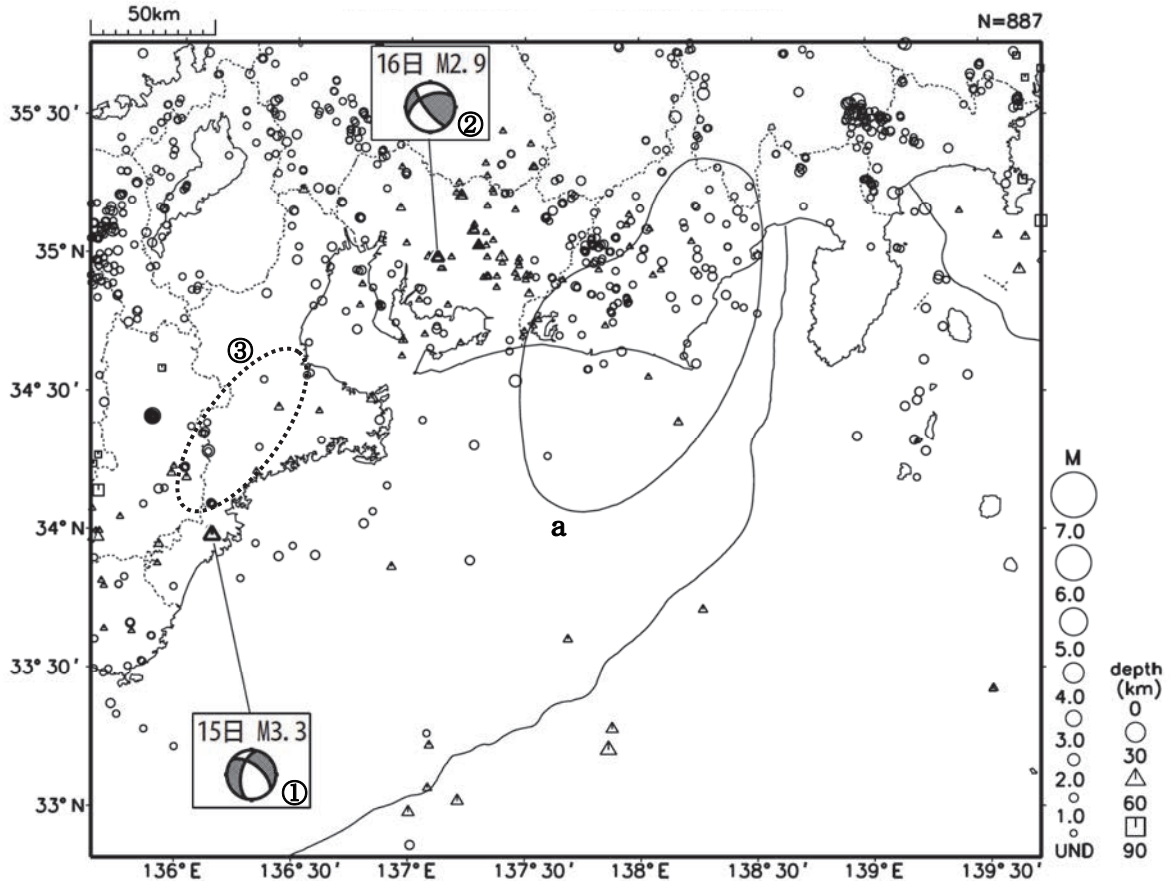 50km
N=887
16日 M2.9
②
35°30′
35°N
③
34°30′
a
34°N
33°30′
33°N
15日 M3.3
①
M
7.0
6.0
5.0
4.0
3.0
2.0
1.0
UND
depth
(km)
0
30
60
90
136°E
136°30′
137°E
137°30′
138°E
138°30′
139°E
139°30′